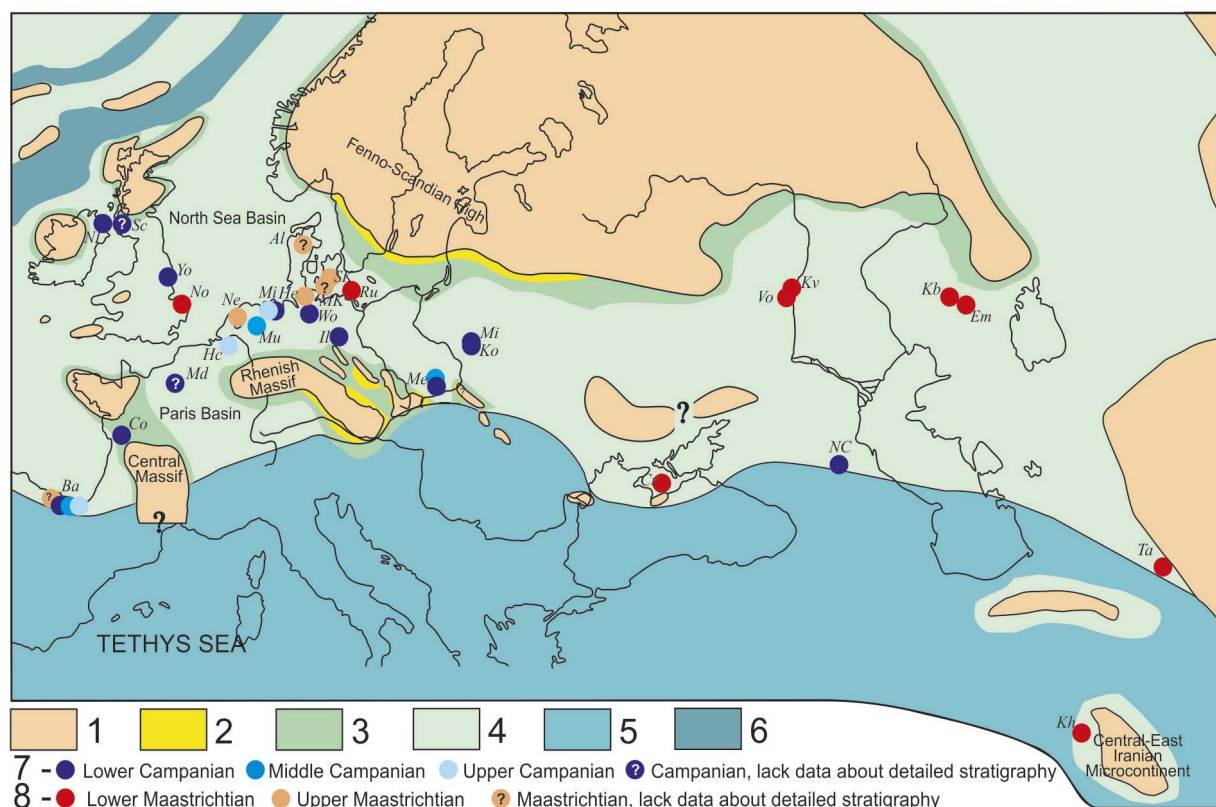 Fenno-Scandian High
North Sea Basin
NI
? Sc
Al
?
Yo
No
Ne
Mi
He
St
?
MK
Ru
Wo
Mu
Il
Hc
? Md
Rhenish
Massif
Paris Basin
Mi
Ko
Me
Kv
Vo
Kb
Em
Co
Central
Massif
?
Ba
?
?
NC
Ta
TETHYS SEA
Kh
Central-East
Iranian
Microcontinent
1 2 3 4 5 6
7 - Lower Campanian Middle Campanian Upper Campanian ? Campanian, lack data about detailed stratigraphy
8 - Lower Maastrichtian Upper Maastrichtian ? Maastrichtian, lack data about detailed stratigraphy